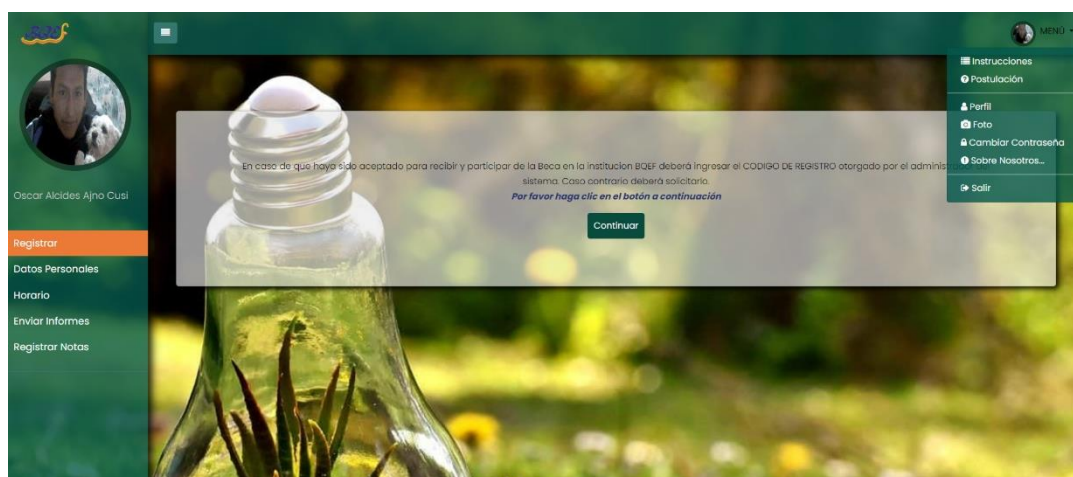 BQEF
MENÚ
Instrucciones
Postulación
Perfil
Foto
Cambiar Contraseña
Sobre Nosotros...
Salir
Oscar Alcides Ajno Cusi
Registrar
Datos Personales
Horario
Enviar Informes
Registrar Notas
En caso de que haya sido aceptado para recibir y participar de la Beca en la institucion BQEF deberá ingresar el CODIGO DE REGISTRO otorgado por el
sistema. Caso contrario deberá solicitarlo.
Por favor haga clic en el botón a continuación
Continuar